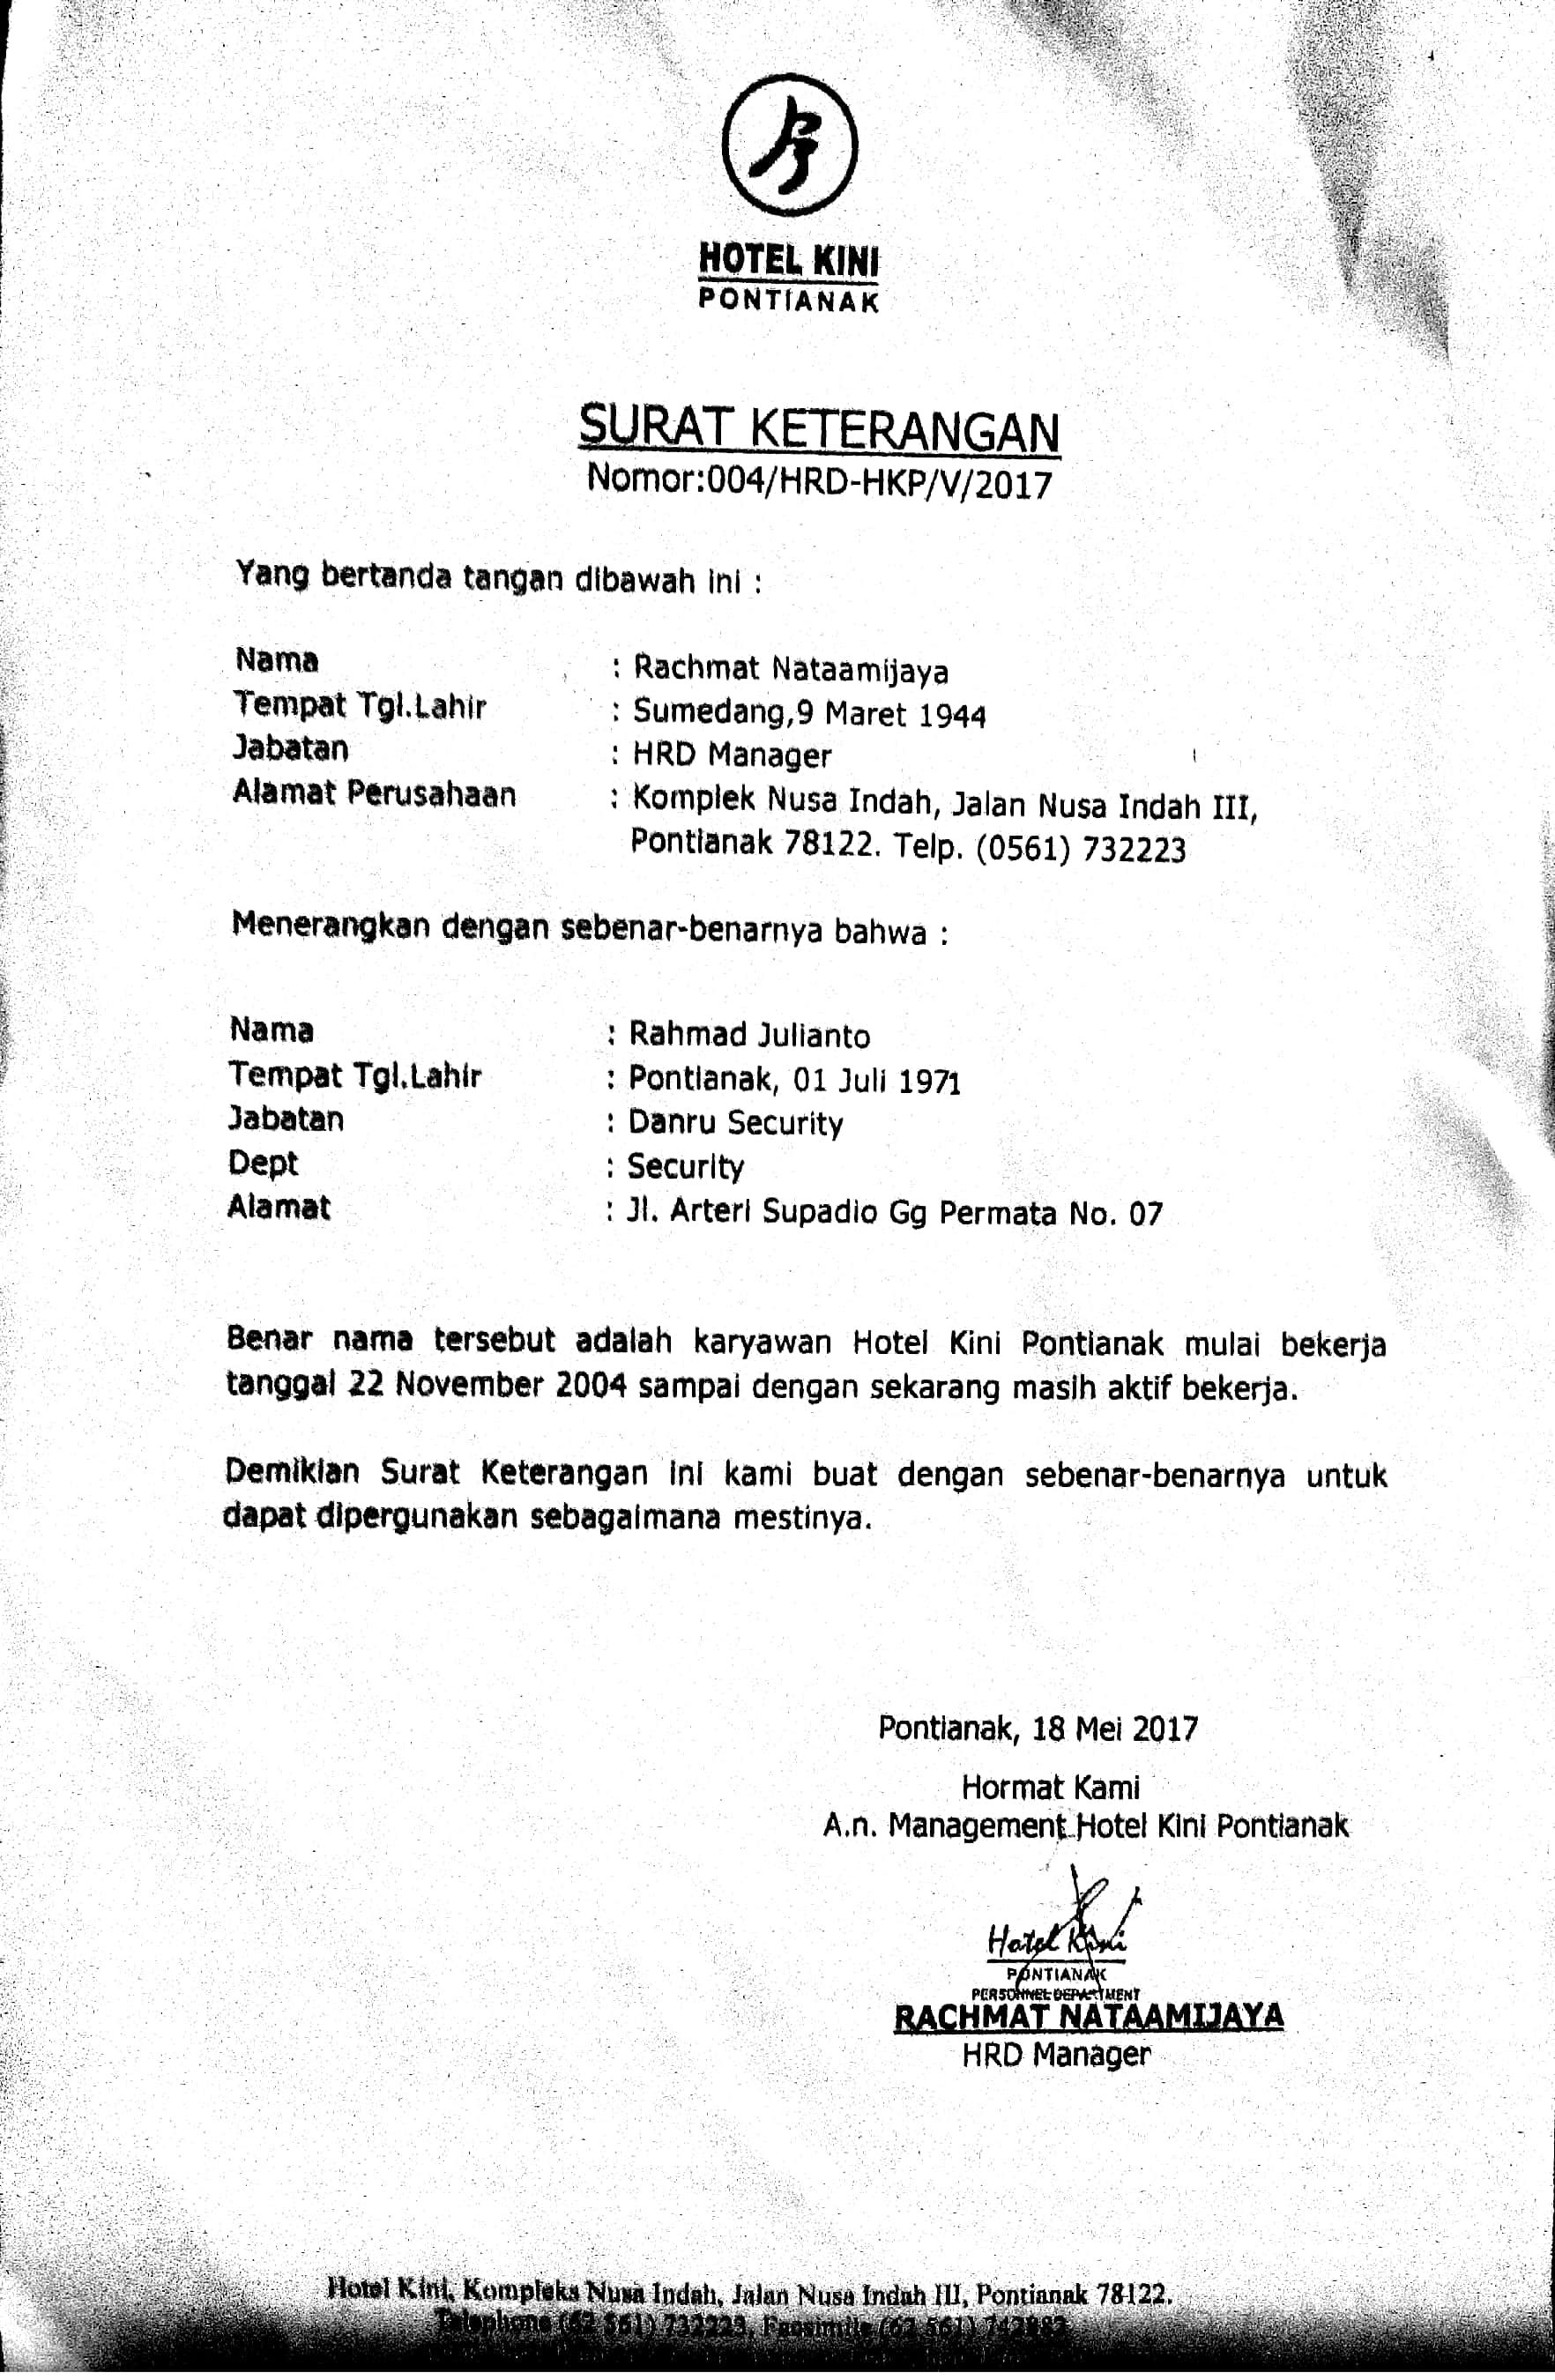 HOTEL KINI
PONTIANAK
SURAT KETERANGAN
Nomor:004/HRD-HKP/V/2017
Yang bertanda tangan dibawah ini :
Nama : Rachmat Nataamijaya
Tempat Tgl.Lahir : Sumedang,9 Maret 1944
Jabatan : HRD Manager
Alamat Perusahaan : Komplek Nusa Indah, Jalan Nusa Indah III,
Pontianak 78122. Telp. (0561) 732223
Menerangkan dengan sebenar-benarnya bahwa :
Nama : Rahmad Julianto
Tempat Tgl.Lahir : Pontianak, 01 Juli 1971
Jabatan : Danru Security
Dept : Security
Alamat : Jl. Arteri Supadio Gg Permata No. 07
Benar nama tersebut adalah karyawan Hotel Kini Pontianak mulai bekerja
tanggal 22 November 2004 sampai dengan sekarang masih aktif bekerja.
Demikian Surat Keterangan ini kami buat dengan sebenar-benarnya untuk
dapat dipergunakan sebagaimana mestinya.
Pontianak, 18 Mei 2017
Hormat Kami
A.n. Management Hotel Kini Pontianak
Hotel Kini
PONTIANAK
PERSONNEL DEPARTMENT
RACHMAT NATAAMIJAYA
HRD Manager
Hotel Kini, Kompleks Nusa Indah, Jalan Nusa Indah III, Pontianak 78122.
Telephone (62 561) 732223, Facsimile (62 561)